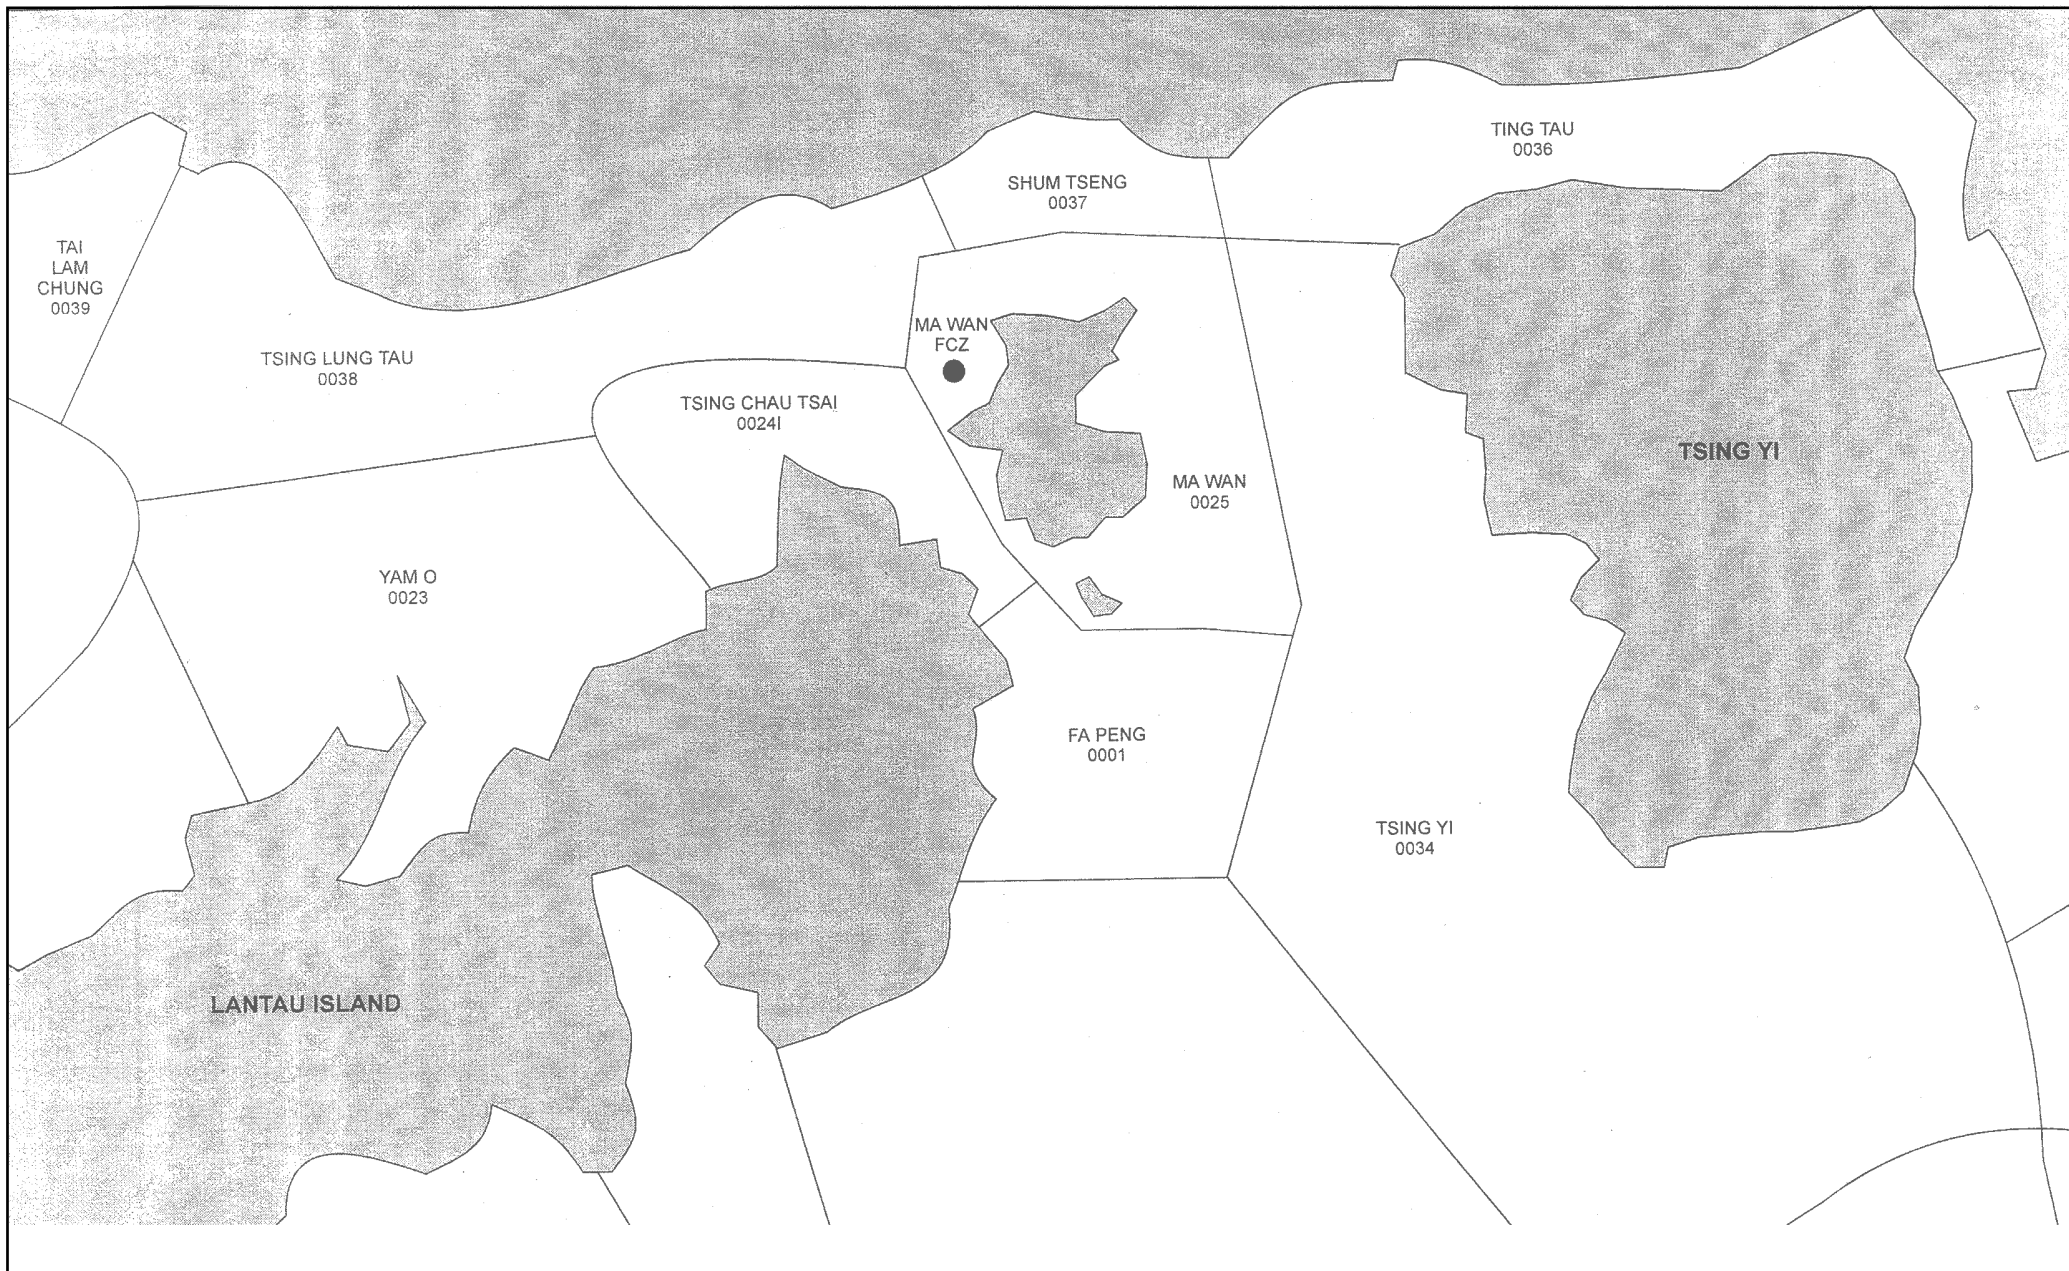 TING TAU
0036
SHUM TSENG
0037
TAI
LAM
CHUNG
0039
MA WAN
FCZ
TSING LUNG TAU
0038
TSING CHAU TSAI
0024I
TSING YI
MA WAN
0025
YAM O
0023
FA PENG
0001
TSING YI
0034
LANTAU ISLAND